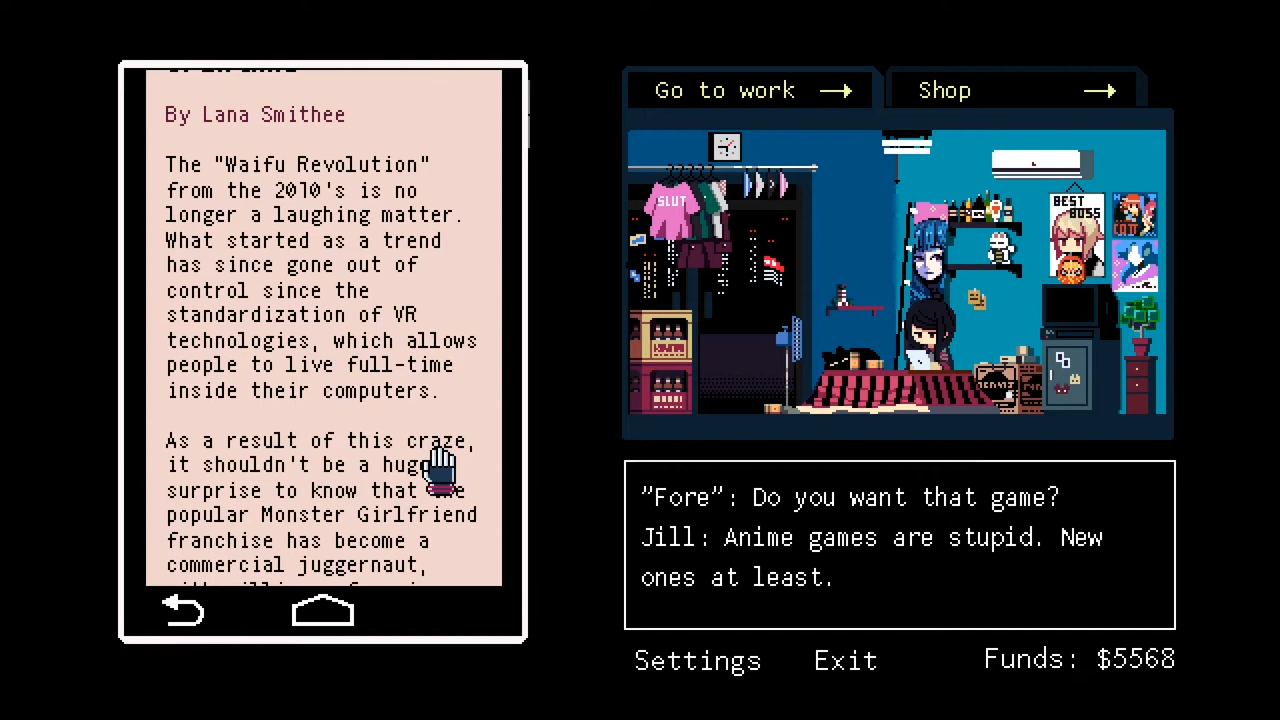 By Lana Smithee
The "Waifu Revolution"
from the 2010's is no
longer a laughing matter.
What started as a trend
has since gone out of
control since the
standardization of VR
technologies, which allows
people to live full-time
inside their computers.
As a result of this craze,
it shouldn't be a huge
surprise to know that the
popular Monster Girlfriend
franchise has become a
commercial juggernaut,
Go to work →
Shop →
SLUT
BEST
BOSS
"Fore": Do you want that game?
Jill: Anime games are stupid. New
ones at least.
Settings
Exit
Funds: $5568